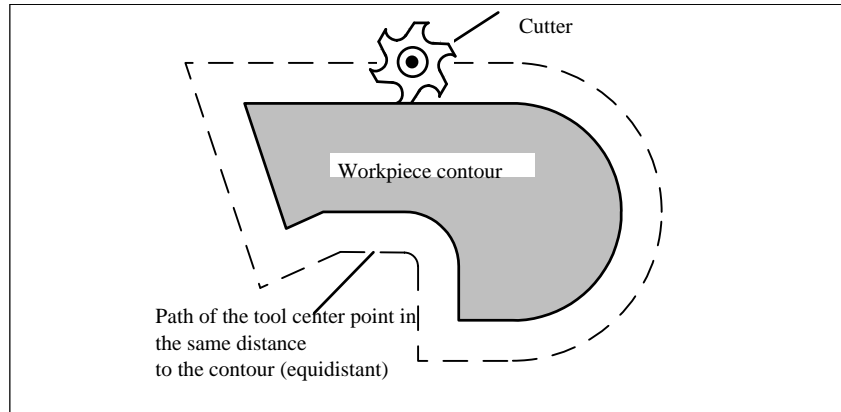 Cutter
Workpiece contour
Path of the tool center point in
the same distance
to the contour (equidistant)